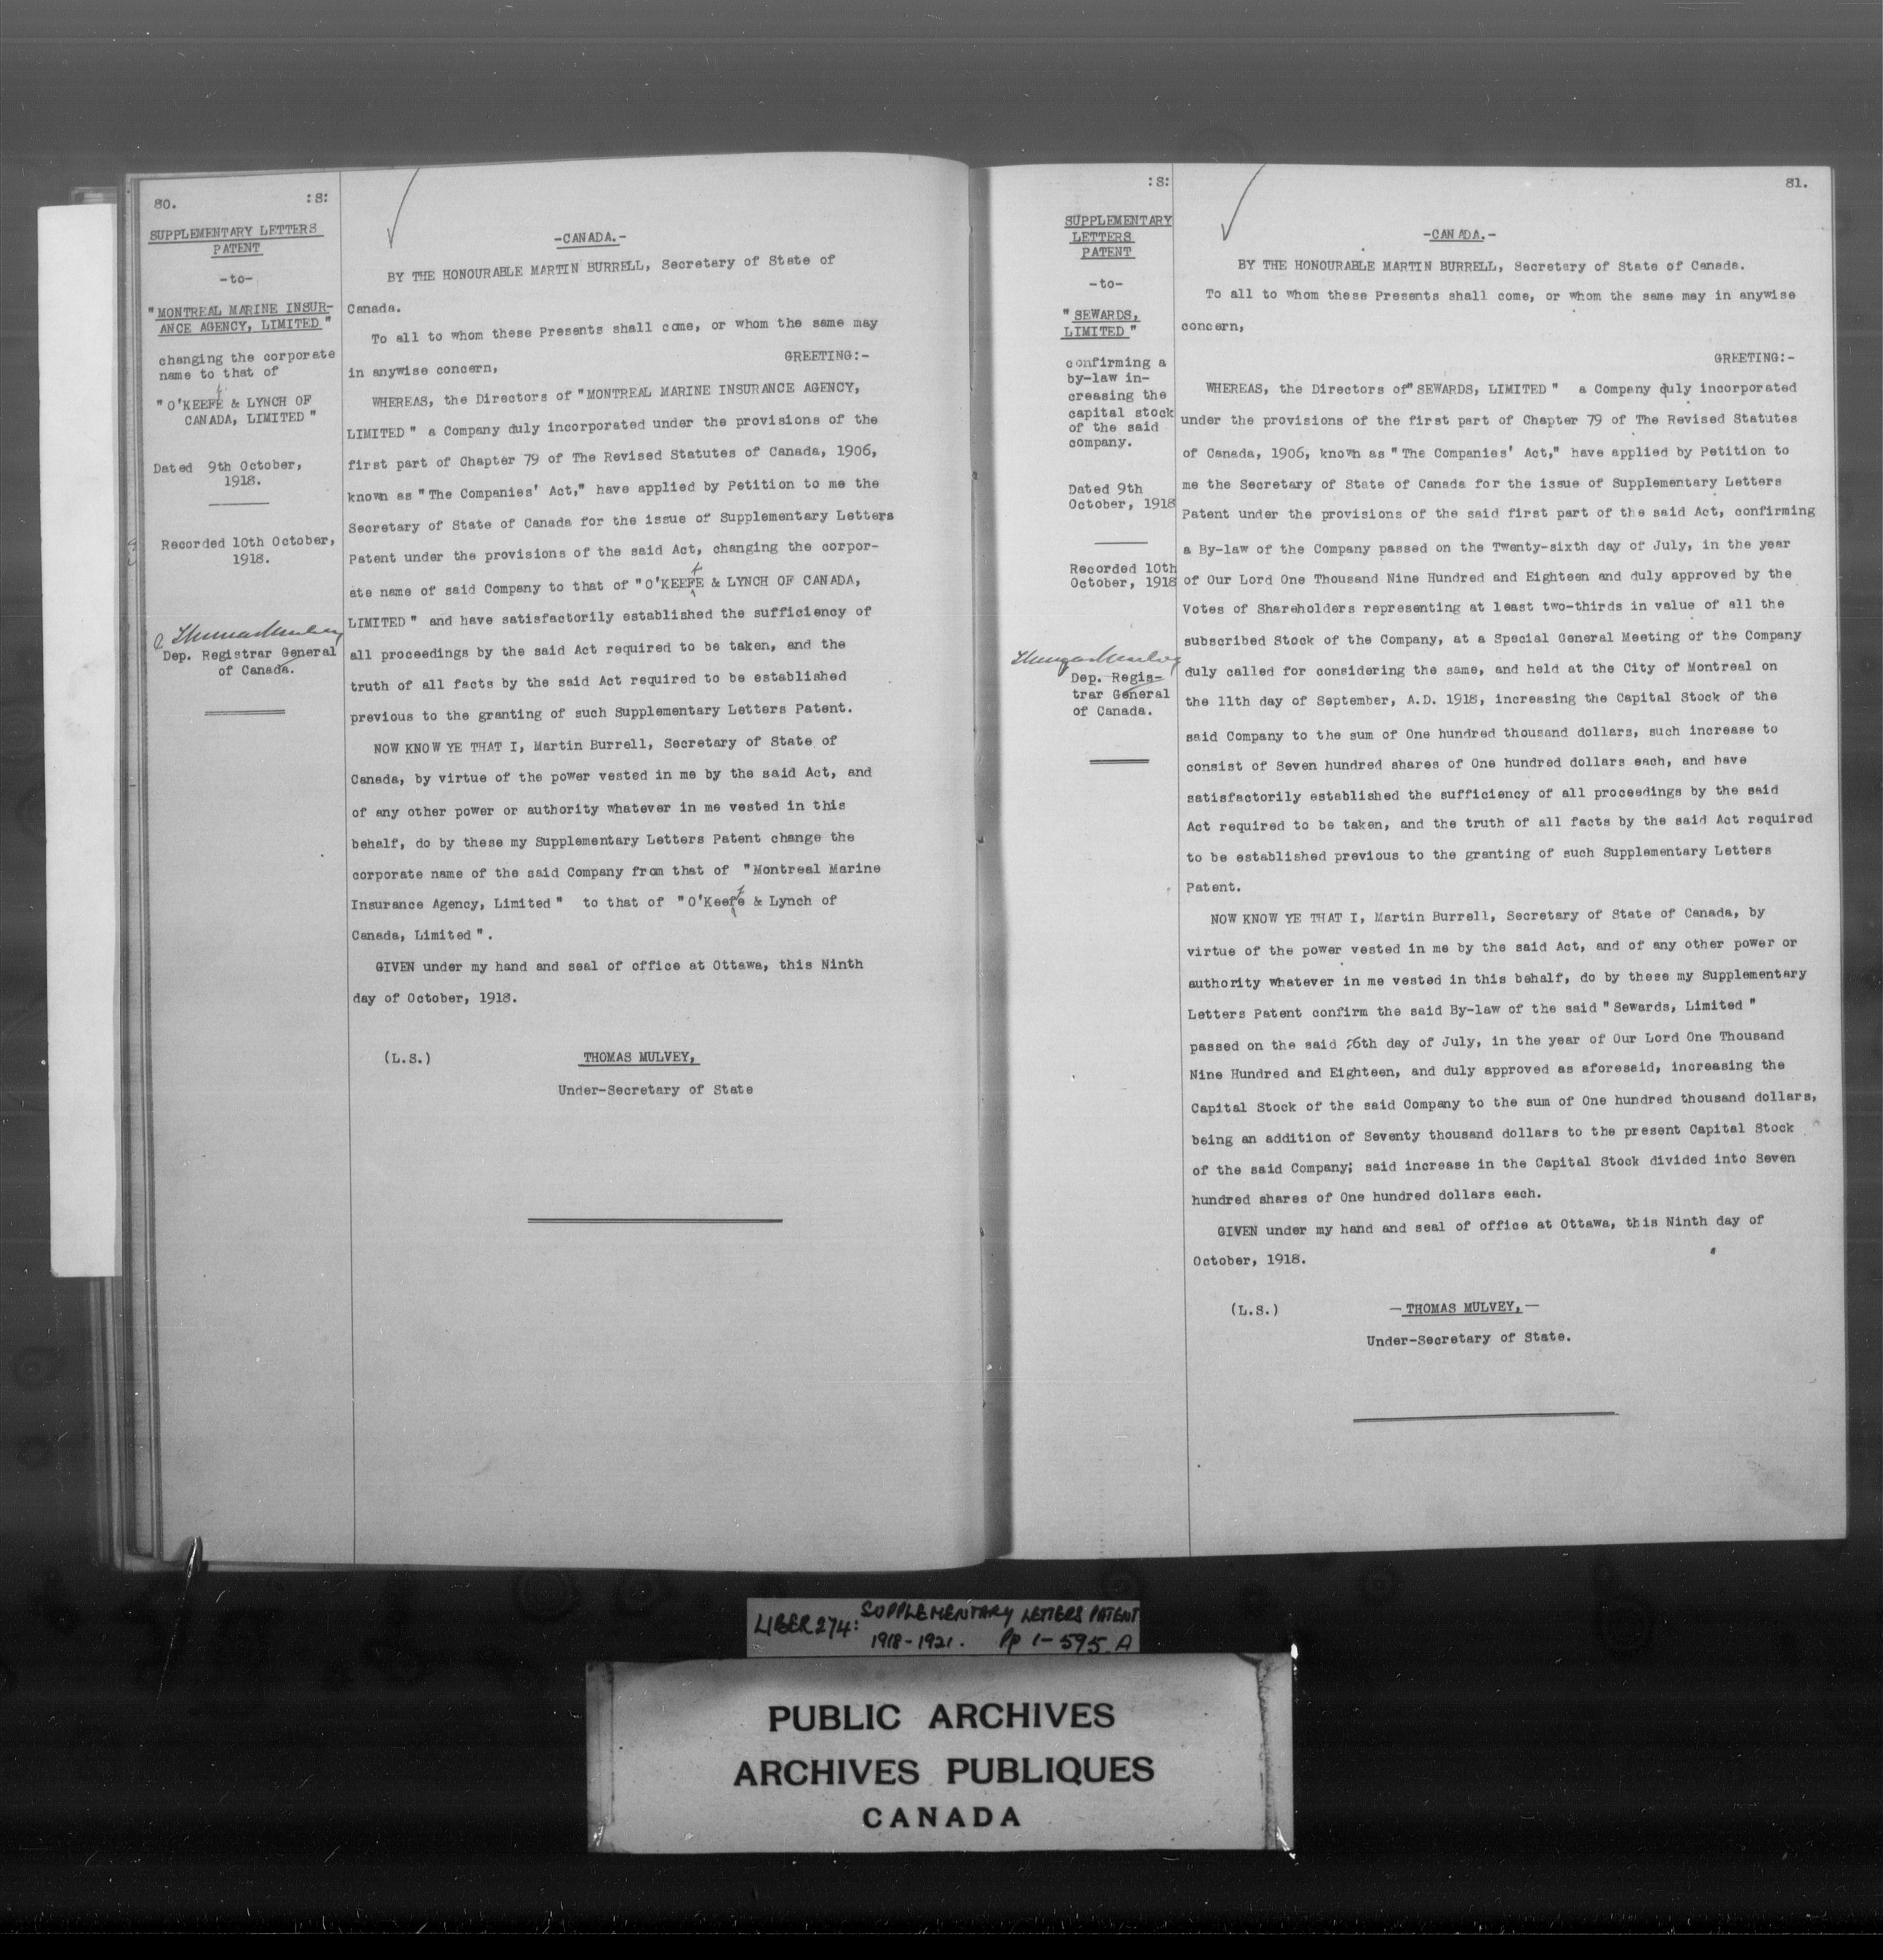 80.
:S:
SUPPLEMENTARY LETTERS
PATENT
-to-
"MONTREAL MARINE INSUR-
ANCE AGENCY, LIMITED"
changing the corporate
name to that of
"O'KEEFE & LYNCH OF
CANADA, LIMITED"
Dated 9th October,
1918.
Recorded 10th October,
1918.
Thomas Mulvey
Dep. Registrar General
of Canada.
-CANADA.-
BY THE HONOURABLE MARTIN BURRELL, Secretary of State of
Canada.
To all to whom these Presents shall come, or whom the same may
in anywise concern,
GREETING:-
WHEREAS, the Directors of "MONTREAL MARINE INSURANCE AGENCY,
LIMITED" a Company duly incorporated under the provisions of the
first part of Chapter 79 of The Revised Statutes of Canada, 1906,
known as "The Companies' Act," have applied by Petition to me the
Secretary of State of Canada for the issue of Supplementary Letters
Patent under the provisions of the said Act, changing the corpor-
ate name of said Company to that of "O'KEEFE & LYNCH OF CANADA,
LIMITED" and have satisfactorily established the sufficiency of
all proceedings by the said Act required to be taken, and the
truth of all facts by the said Act required to be established
previous to the granting of such Supplementary Letters Patent.
NOW KNOW YE THAT I, Martin Burrell, Secretary of State of
Canada, by virtue of the power vested in me by the said Act, and
of any other power or authority whatever in me vested in this
behalf, do by these my Supplementary Letters Patent change the
corporate name of the said Company from that of "Montreal Marine
Insurance Agency, Limited" to that of "O'Keefe & Lynch of
Canada, Limited".
GIVEN under my hand and seal of office at Ottawa, this Ninth
day of October, 1918.
(L.S.)
THOMAS MULVEY,
Under-Secretary of State
:S:
81.
SUPPLEMENTARY
LETTERS
PATENT
-to-
"SEWARDS,
LIMITED"
confirming a
by-law in-
creasing the
capital stock
of the said
company.
Dated 9th
October, 1918
Recorded 10th
October, 1918
Thomas Mulvey
Dep. Regis-
trar General
of Canada.
-CANADA.-
BY THE HONOURABLE MARTIN BURRELL, Secretary of State of Canada.
To all to whom these Presents shall come, or whom the same may in anywise
concern,
GREETING:-
WHEREAS, the Directors of "SEWARDS, LIMITED" a Company duly incorporated
under the provisions of the first part of Chapter 79 of The Revised Statutes
of Canada, 1906, known as "The Companies' Act," have applied by Petition to
me the Secretary of State of Canada for the issue of Supplementary Letters
Patent under the provisions of the said first part of the said Act, confirming
a By-law of the Company passed on the Twenty-sixth day of July, in the year
of Our Lord One Thousand Nine Hundred and Eighteen and duly approved by the
Votes of Shareholders representing at least two-thirds in value of all the
subscribed Stock of the Company, at a Special General Meeting of the Company
duly called for considering the same, and held at the City of Montreal on
the 11th day of September, A.D. 1918, increasing the Capital Stock of the
said Company to the sum of One hundred thousand dollars, such increase to
consist of Seven hundred shares of One hundred dollars each, and have
satisfactorily established the sufficiency of all proceedings by the said
Act required to be taken, and the truth of all facts by the said Act required
to be established previous to the granting of such Supplementary Letters
Patent.
NOW KNOW YE THAT I, Martin Burrell, Secretary of State of Canada, by
virtue of the power vested in me by the said Act, and of any other power or
authority whatever in me vested in this behalf, do by these my Supplementary
Letters Patent confirm the said By-law of the said "Sewards, Limited"
passed on the said 26th day of July, in the year of Our Lord One Thousand
Nine Hundred and Eighteen, and duly approved as aforesaid, increasing the
Capital Stock of the said Company to the sum of One hundred thousand dollars,
being an addition of Seventy thousand dollars to the present Capital Stock
of the said Company; said increase in the Capital Stock divided into Seven
hundred shares of One hundred dollars each.
GIVEN under my hand and seal of office at Ottawa, this Ninth day of
October, 1918.
(L.S.)
- THOMAS MULVEY, -
Under-Secretary of State.
LIBER 274: SUPPLEMENTARY LETTERS PATENT
1918-1921. Pp 1-595A
PUBLIC ARCHIVES
ARCHIVES PUBLIQUES
CANADA